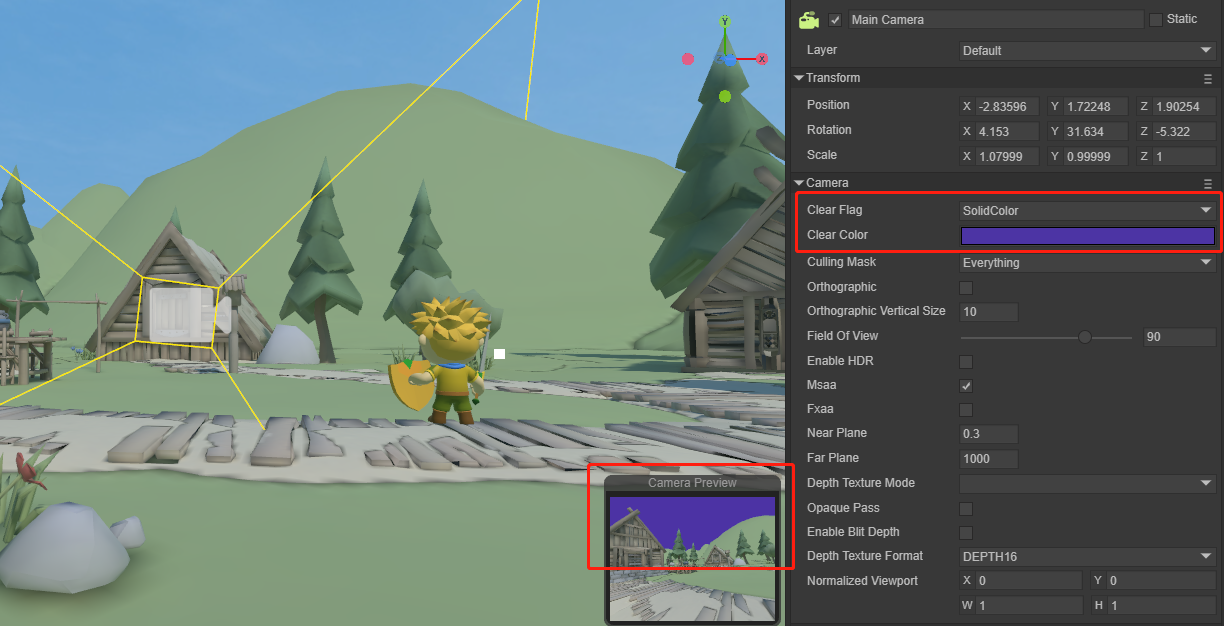 Main Camera Static
Layer Default
Transform
Position X -2.83596 Y 1.72248 Z 1.90254
Rotation X 4.153 Y 31.634 Z -5.322
Scale X 1.07999 Y 0.99999 Z 1
Camera
Clear Flag SolidColor
Clear Color
Culling Mask Everything
Orthographic
Orthographic Vertical Size 10
Field Of View 90
Enable HDR
Msaa
Fxaa
Near Plane 0.3
Far Plane 1000
Depth Texture Mode
Opaque Pass
Enable Blit Depth
Depth Texture Format DEPTH16
Normalized Viewport X 0 Y 0
W 1 H 1
Y
Z X
Camera Preview